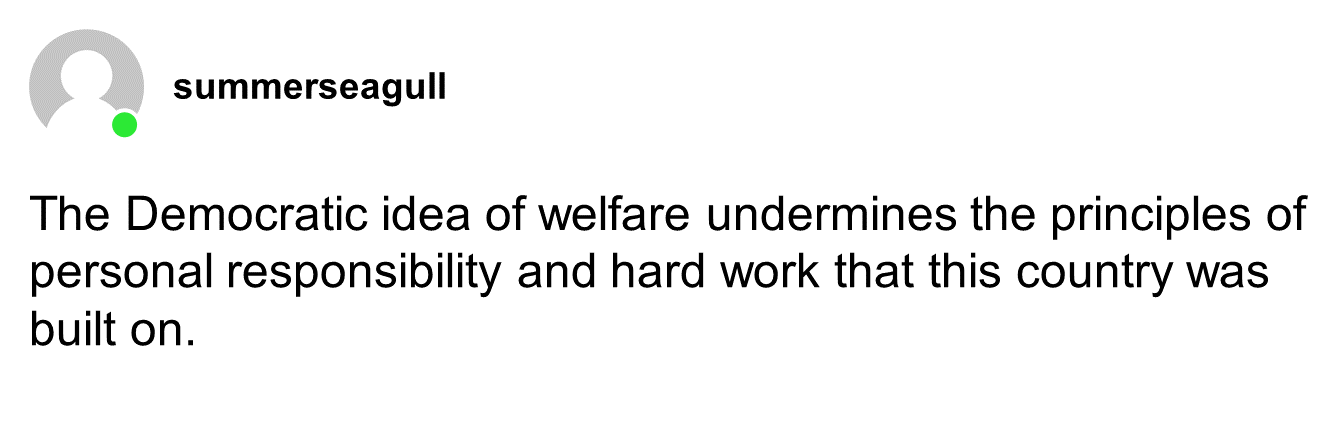 summerseagull
The Democratic idea of welfare undermines the principles of
personal responsibility and hard work that this country was
built on.